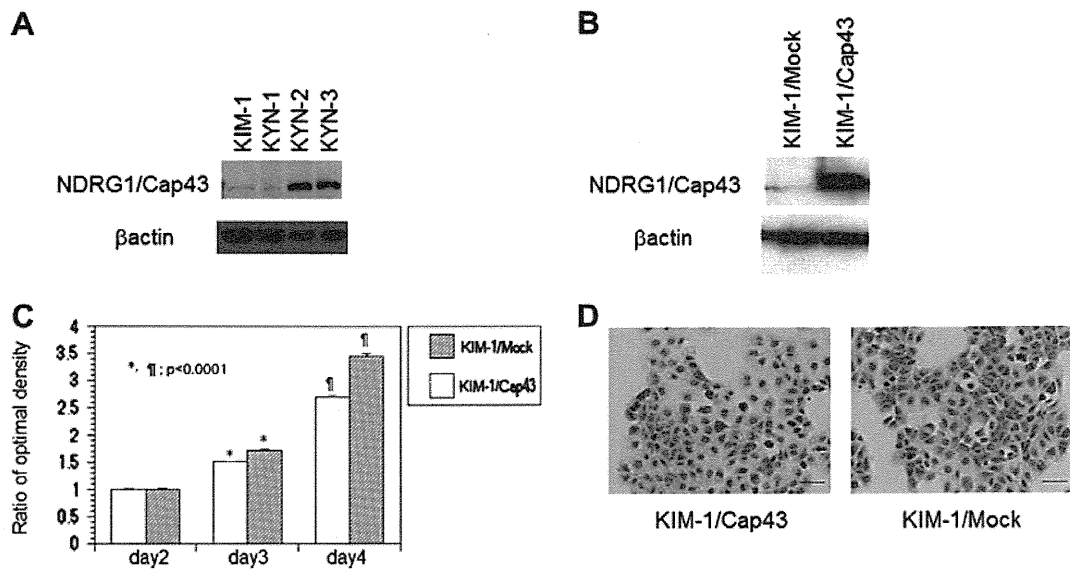 A
KIM-1
KYN-1
KYN-2
KYN-3
NDRG1/Cap43
βactin
B
KIM-1/Mock
KIM-1/Cap43
NDRG1/Cap43
βactin
C
Ratio of optimal density
4
3.5
3
2.5
2
1.5
1
0.5
0
*, ¶ ; p<0.0001
* *
¶ ¶
day2 day3 day4
KIM-1/Mock
KIM-1/Cap43
D
KIM-1/Cap43
KIM-1/Mock